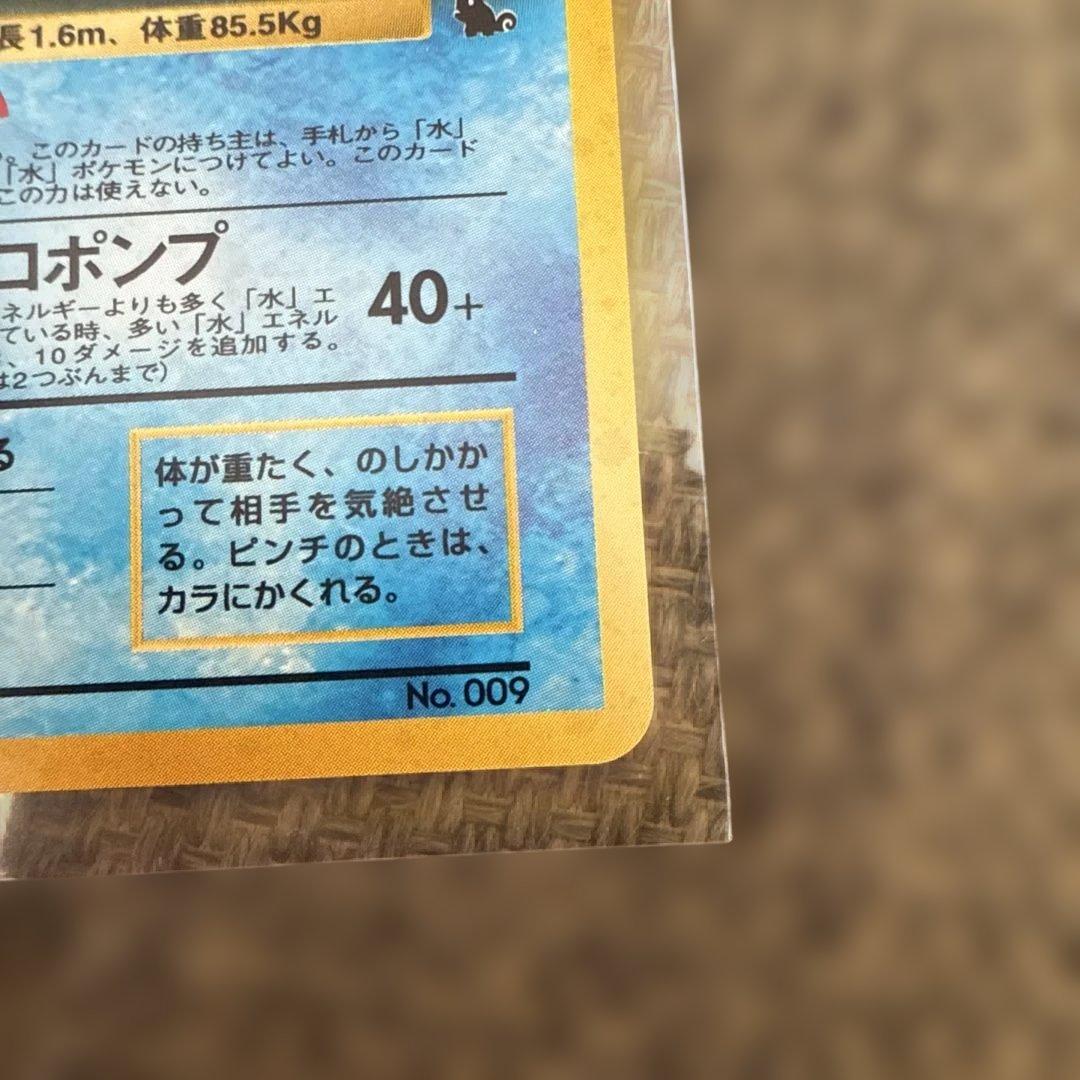 長1.6m、体重85.5Kg
。このカードの持ち主は、手札から「水」
「水」ポケモンにつけてよい。このカード
この力は使えない。
ロポンプ
ネルギーよりも多く「水」エ
ている時、多い「水」エネル
、10ダメージを追加する。
は2つぶんまで）
40+
る
体が重たく、のしかか
って相手を気絶させ
る。ピンチのときは、
カラにかくれる。
No.009